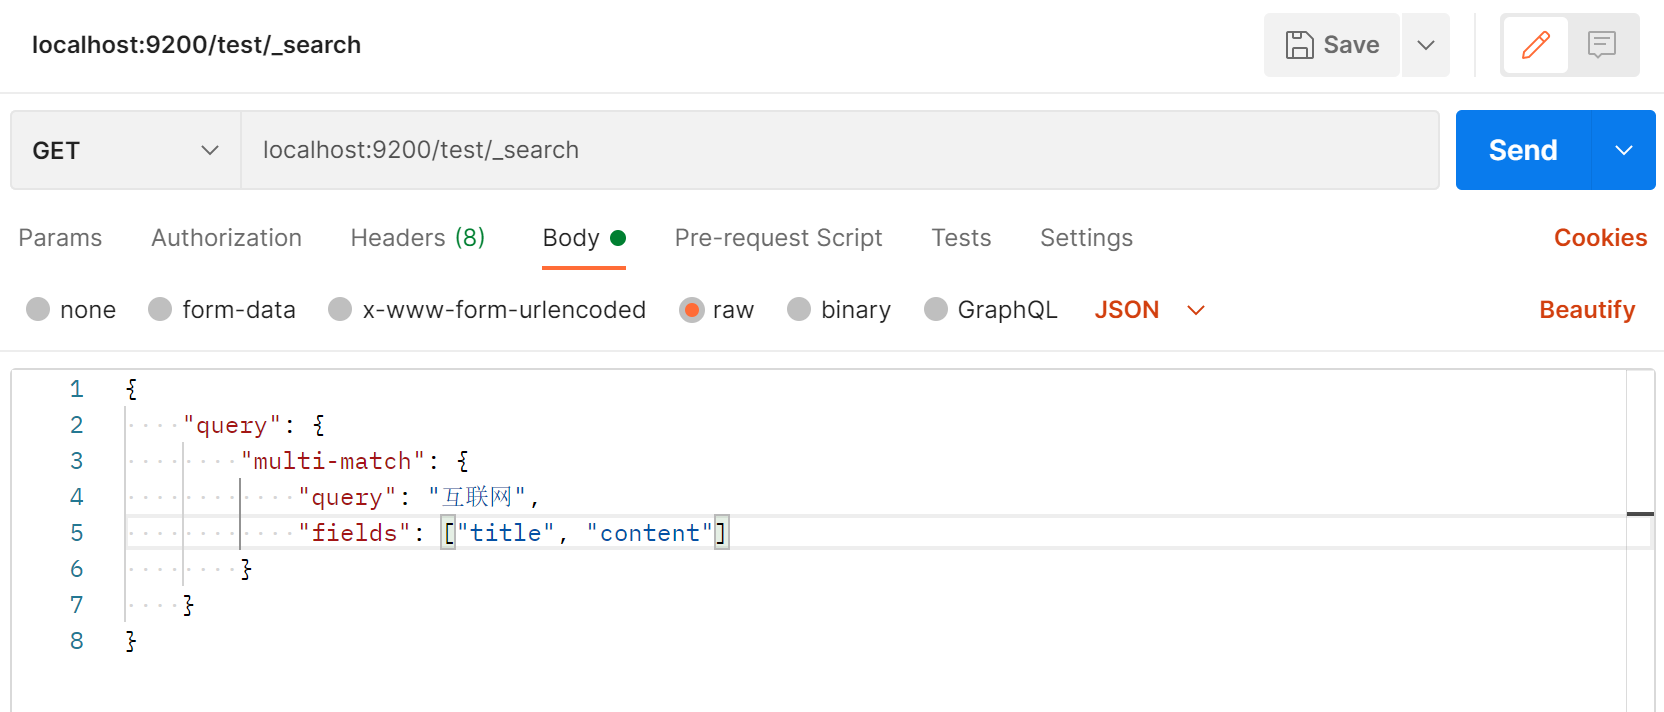 localhost:9200/test/_search
Save
GET
localhost:9200/test/_search
Send
Params Authorization Headers (8) Body Pre-request Script Tests Settings Cookies
none form-data x-www-form-urlencoded raw binary GraphQL JSON Beautify
1 {
2 "query": {
3 "multi-match": {
4 "query": "互联网",
5 "fields": ["title", "content"]
6 }
7 }
8 }